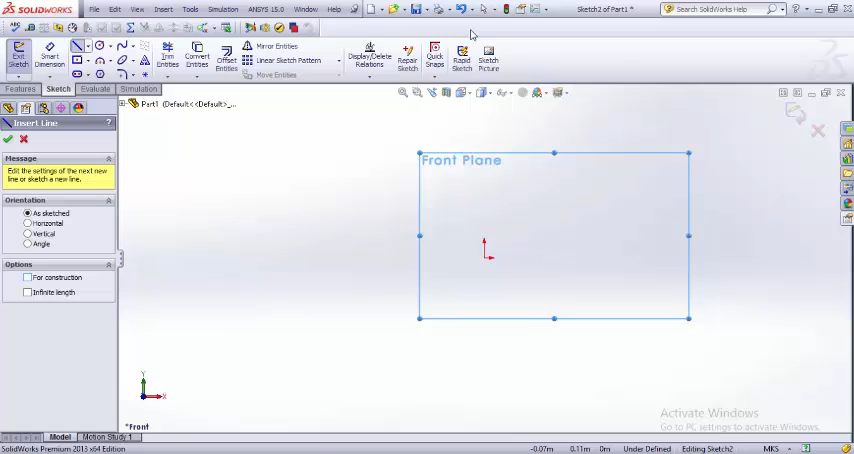 SOLIDWORKS File Edit View Insert Tools Simulation ANSYS 15.0 Window Help Sketch2 of Part1 * Search SolidWorks Help
Exit Sketch Smart Dimension Trim Entities Convert Entities Offset Entities Mirror Entities Linear Sketch Pattern Move Entities Display/Delete Relations Repair Sketch Quick Snaps Rapid Sketch Sketch Picture
Features Sketch Evaluate Simulation
Part1 (Default<<Default>_...
Insert Line ?
Message
Edit the settings of the next new
line or sketch a new line.
Orientation
As sketched
Horizontal
Vertical
Angle
Options
For construction
Infinite length
Front Plane
Y
X
*Front
Activate Windows
Go to PC settings to activate Windows.
Model Motion Study 1
SolidWorks Premium 2013 x64 Edition -0.07m 0.11m 0m Under Defined Editing Sketch2 MKS